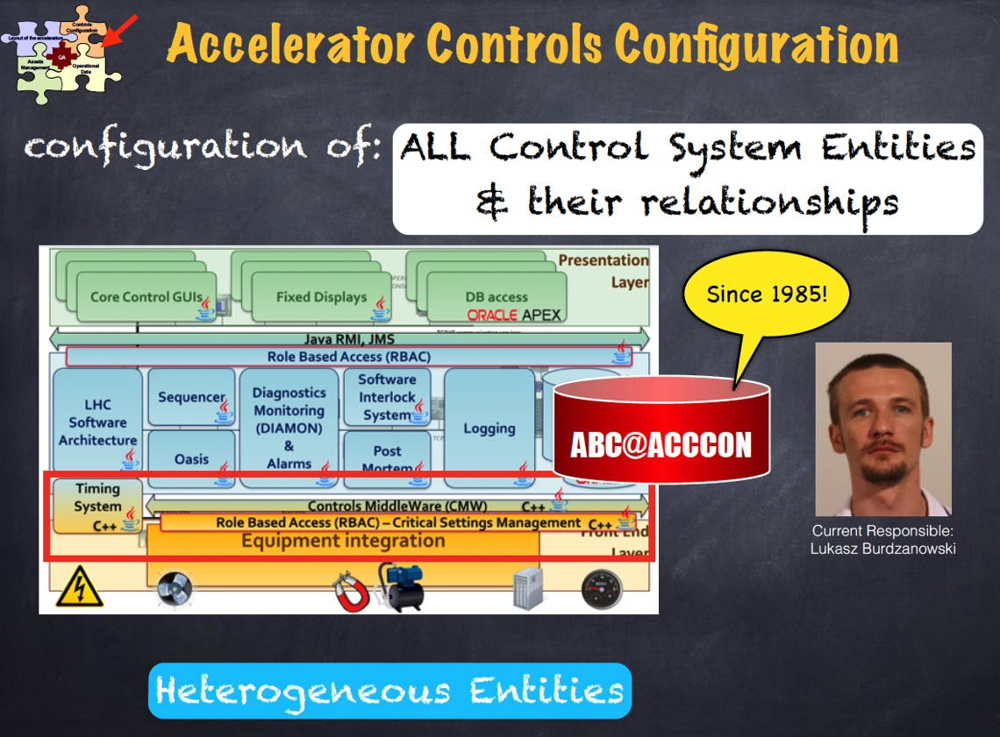 Controls
Configuration
Layout of the accelerators
QA
Assets
Management
Operational
Data
Accelerator Controls Configuration
configuration of:
ALL Control System Entities
& their relationships
Presentation
Layer
Core Control GUIs
Fixed Displays
DB access
ORACLE APEX
Java RMI, JMS
Role Based Access (RBAC)
LHC
Software
Architecture
Sequencer
Oasis
Diagnostics
Monitoring
(DIAMON)
&
Alarms
Software
Interlock
System
Post
Mortem
Logging
Since 1985!
ABC@ACCCON
Timing
System
C++
Controls MiddleWare (CMW)
C++
Role Based Access (RBAC) – Critical Settings Management
C++
Equipment integration
Front End
Layer
Current Responsible:
Lukasz Burdzanowski
Heterogeneous Entities